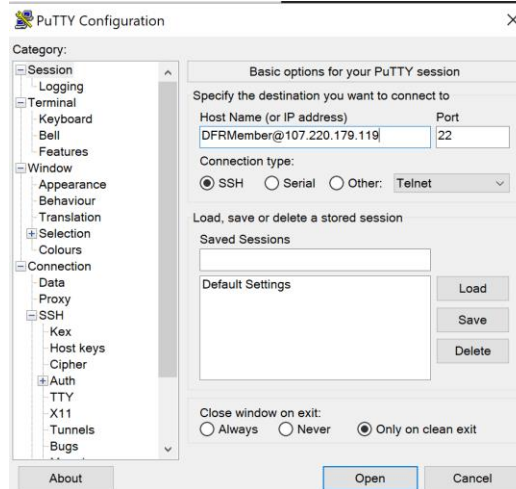 PuTTY Configuration
Category:
Session
Logging
Terminal
Keyboard
Bell
Features
Window
Appearance
Behaviour
Translation
Selection
Colours
Connection
Data
Proxy
SSH
Kex
Host keys
Cipher
Auth
TTY
X11
Tunnels
Bugs
Basic options for your PuTTY session
Specify the destination you want to connect to
Host Name (or IP address) Port
DFRMember@107.220.179.119 22
Connection type:
SSH Serial Other: Telnet
Load, save or delete a stored session
Saved Sessions
Default Settings
Load
Save
Delete
Close window on exit:
Always Never Only on clean exit
About Open Cancel